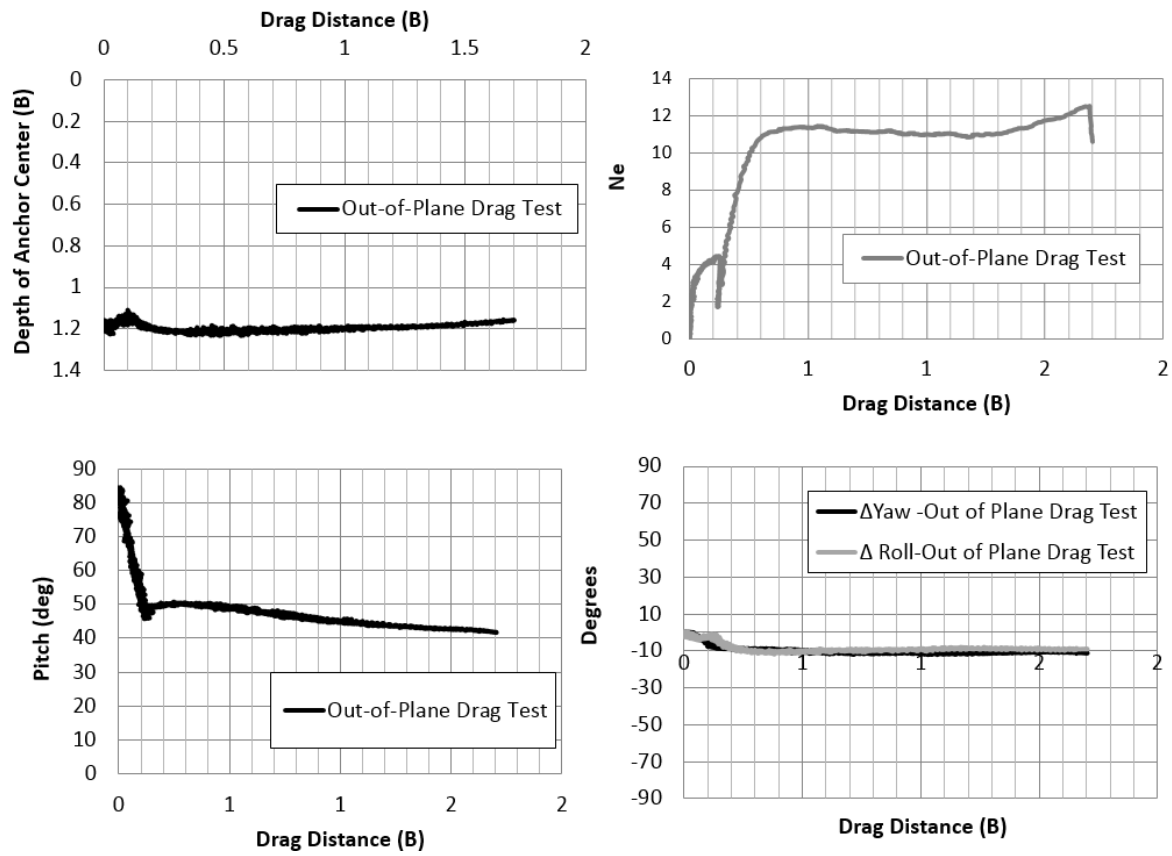 Drag Distance (B)
0 0.5 1 1.5 2
Depth of Anchor Center (B)
0
0.2
0.4
0.6
0.8
1
1.2
1.4
Out-of-Plane Drag Test
Ne
14
12
10
8
6
4
2
0
Out-of-Plane Drag Test
0 1 1 2 2
Drag Distance (B)
Pitch (deg)
90
80
70
60
50
40
30
20
10
0
Out-of-Plane Drag Test
0 1 1 2 2
Drag Distance (B)
Degrees
90
70
50
30
10
-10
-30
-50
-70
-90
ΔYaw -Out of Plane Drag Test
Δ Roll-Out of Plane Drag Test
0 1 1 2 2
Drag Distance (B)